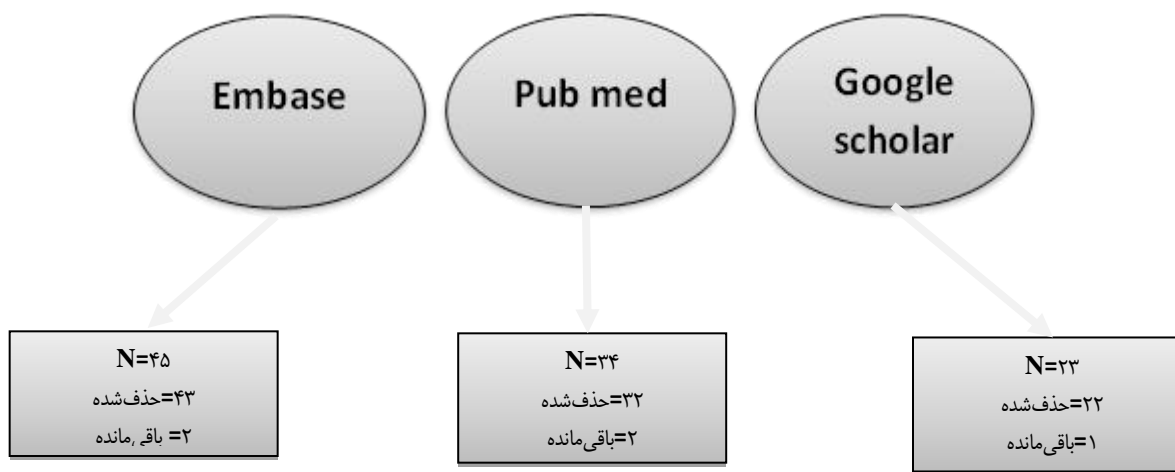 Embase
Pub med
Google
scholar
N=۴۵
حذف‌شده=۴۳
باقی‌مانده =۲
N=۳۴
حذف‌شده=۳۲
باقی‌مانده=۲
N=۲۳
حذف‌شده=۲۲
باقی‌مانده=۱